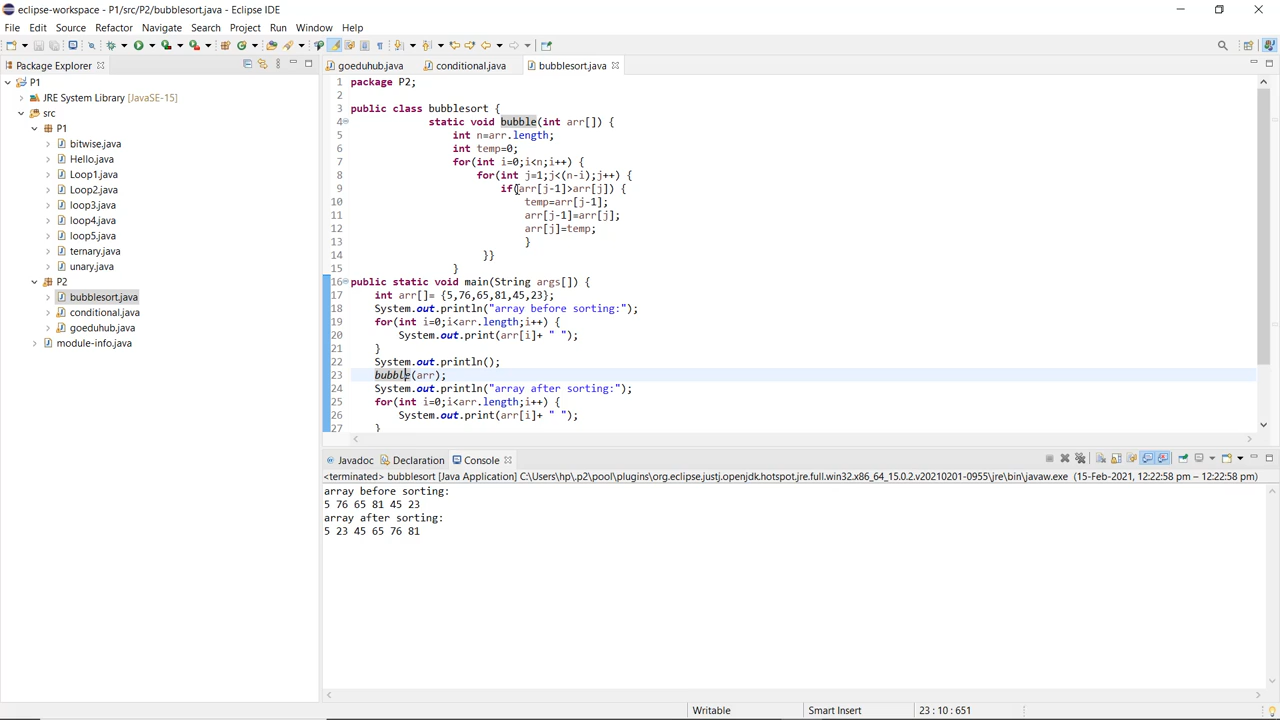 eclipse-workspace - P1/src/P2/bubblesort.java - Eclipse IDE
File Edit Source Refactor Navigate Search Project Run Window Help
Package Explorer
P1
JRE System Library [JavaSE-15]
src
P1
bitwise.java
Hello.java
Loop1.java
Loop2.java
loop3.java
loop4.java
loop5.java
ternary.java
unary.java
P2
bubblesort.java
conditional.java
goeduhub.java
module-info.java
goeduhub.java conditional.java bubblesort.java
1 package P2;
2
3 public class bubblesort {
4 static void bubble(int arr[]) {
5 int n=arr.length;
6 int temp=0;
7 for(int i=0;i<n;i++) {
8 for(int j=1;j<(n-i);j++) {
9 if(arr[j-1]>arr[j]) {
10 temp=arr[j-1];
11 arr[j-1]=arr[j];
12 arr[j]=temp;
13 }
14 }}
15 }
16 public static void main(String args[]) {
17 int arr[]= {5,76,65,81,45,23};
18 System.out.println("array before sorting:");
19 for(int i=0;i<arr.length;i++) {
20 System.out.print(arr[i]+ " ");
21 }
22 System.out.println();
23 bubble(arr);
24 System.out.println("array after sorting:");
25 for(int i=0;i<arr.length;i++) {
26 System.out.print(arr[i]+ " ");
27 }
Javadoc Declaration Console
<terminated> bubblesort [Java Application] C:\Users\hp\.p2\pool\plugins\org.eclipse.justj.openjdk.hotspot.jre.full.win32.x86_64_15.0.2.v20210201-0955\jre\bin\javaw.exe (15-Feb-2021, 12:22:58 pm – 12:22:58 pm)
array before sorting:
5 76 65 81 45 23
array after sorting:
5 23 45 65 76 81
Writable Smart Insert 23 : 10 : 651